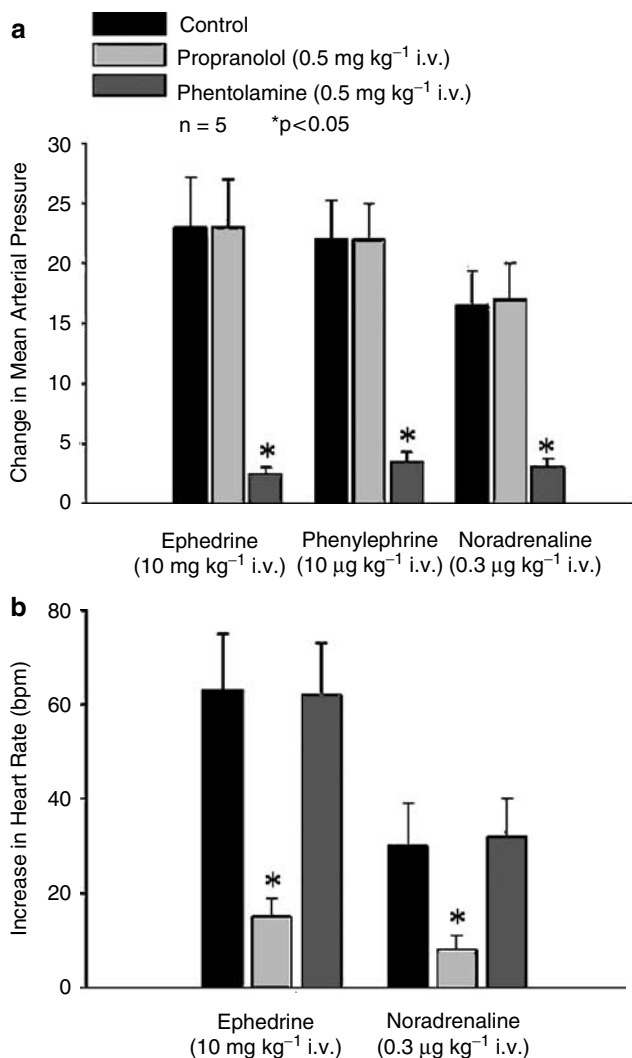 a
Control
Propranolol (0.5 mg kg⁻¹ i.v.)
Phentolamine (0.5 mg kg⁻¹ i.v.)
n = 5 *p<0.05
Change in Mean Arterial Pressure
30
25
20
15
10
5
0
* * *
Ephedrine Phenylephrine Noradrenaline
(10 mg kg⁻¹ i.v.) (10 µg kg⁻¹ i.v.) (0.3 µg kg⁻¹ i.v.)
b
Increase in Heart Rate (bpm)
80
60
40
20
0
* *
Ephedrine Noradrenaline
(10 mg kg⁻¹ i.v.) (0.3 µg kg⁻¹ i.v.)